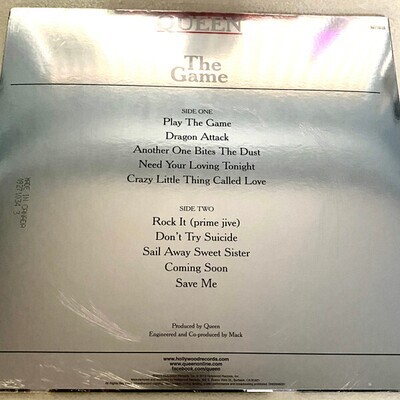 QUEEN
The
Game
SIDE ONE
Play The Game
Dragon Attack
Another One Bites The Dust
Need Your Loving Tonight
Crazy Little Thing Called Love
SIDE TWO
Rock It (prime jive)
Don't Try Suicide
Sail Away Sweet Sister
Coming Soon
Save Me
MADE IN CANADA
Produced by Queen
Engineered and Co-produced by Mack
www.hollywoodrecords.com
www.queenonline.com
facebook.com/queen